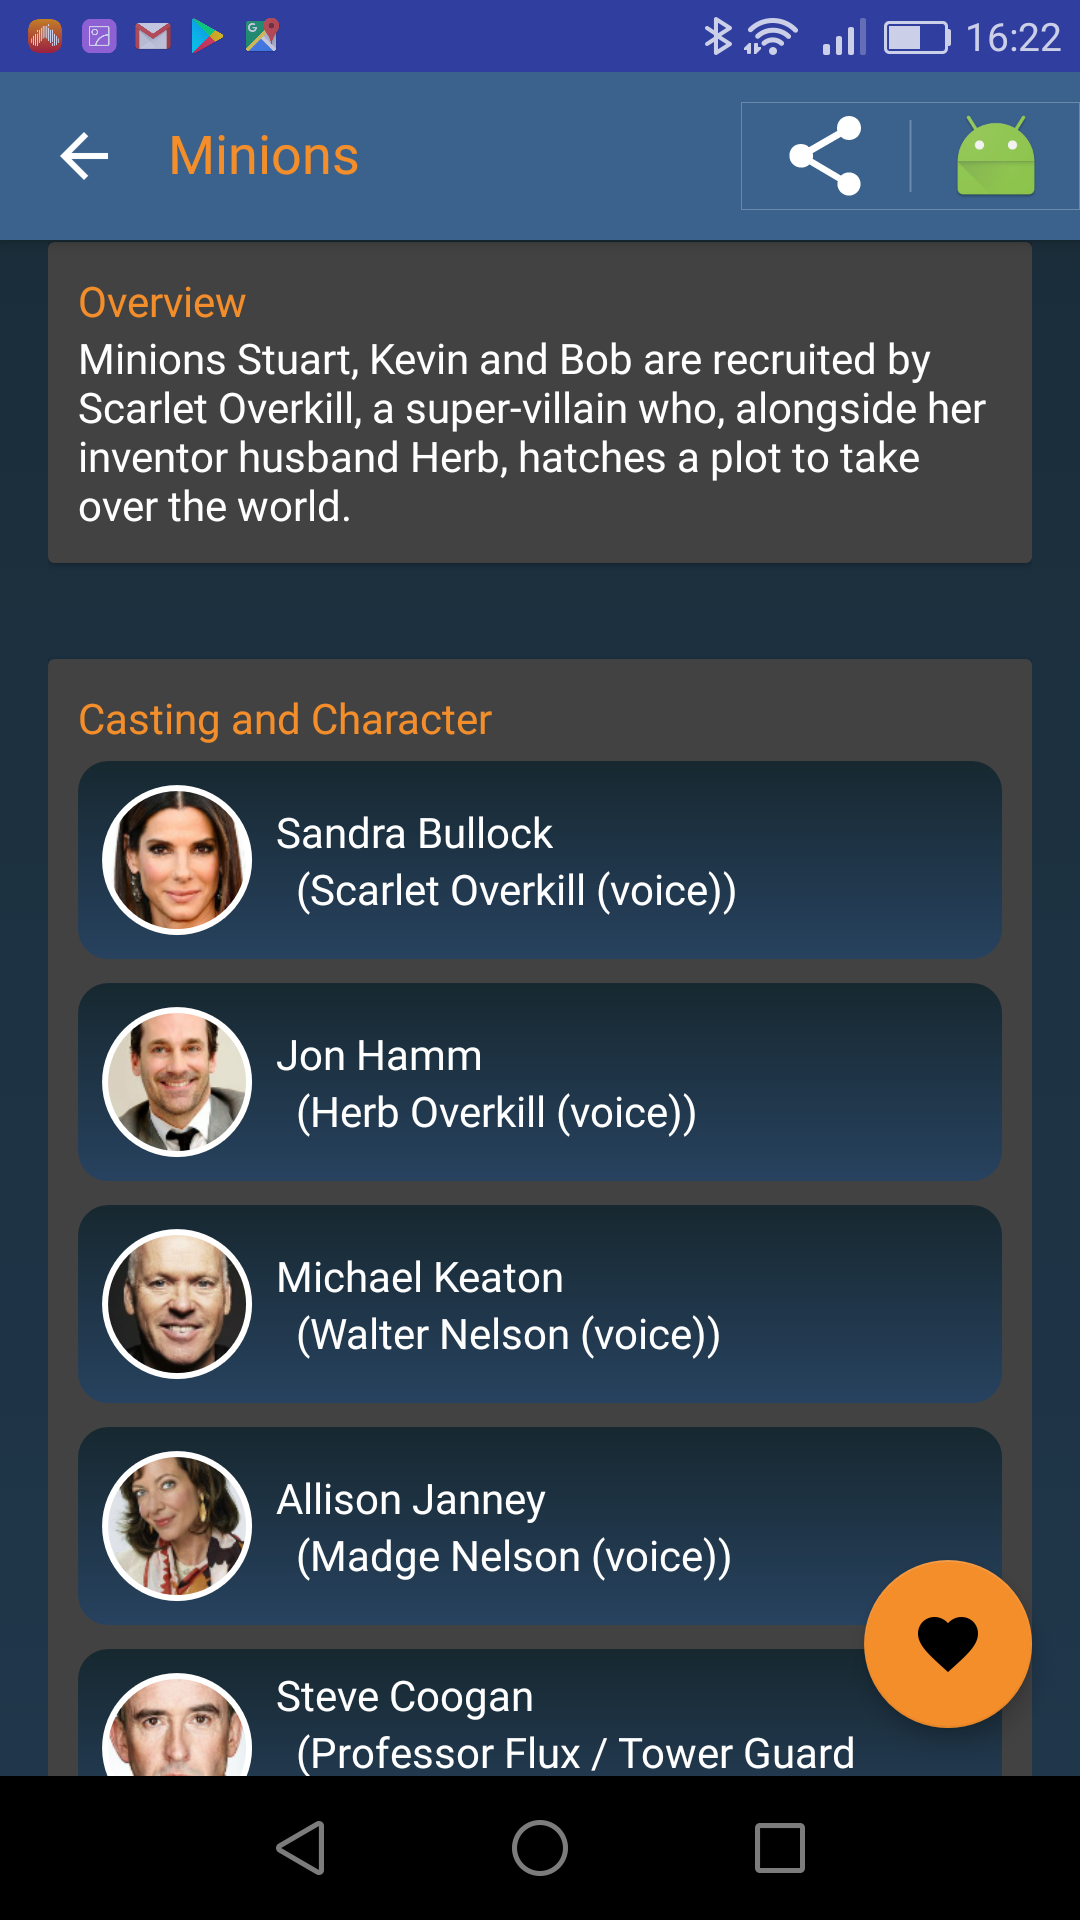 16:22
Minions
Overview
Minions Stuart, Kevin and Bob are recruited by
Scarlet Overkill, a super-villain who, alongside her
inventor husband Herb, hatches a plot to take
over the world.
Casting and Character
Sandra Bullock
(Scarlet Overkill (voice))
Jon Hamm
(Herb Overkill (voice))
Michael Keaton
(Walter Nelson (voice))
Allison Janney
(Madge Nelson (voice))
Steve Coogan
(Professor Flux / Tower Guard